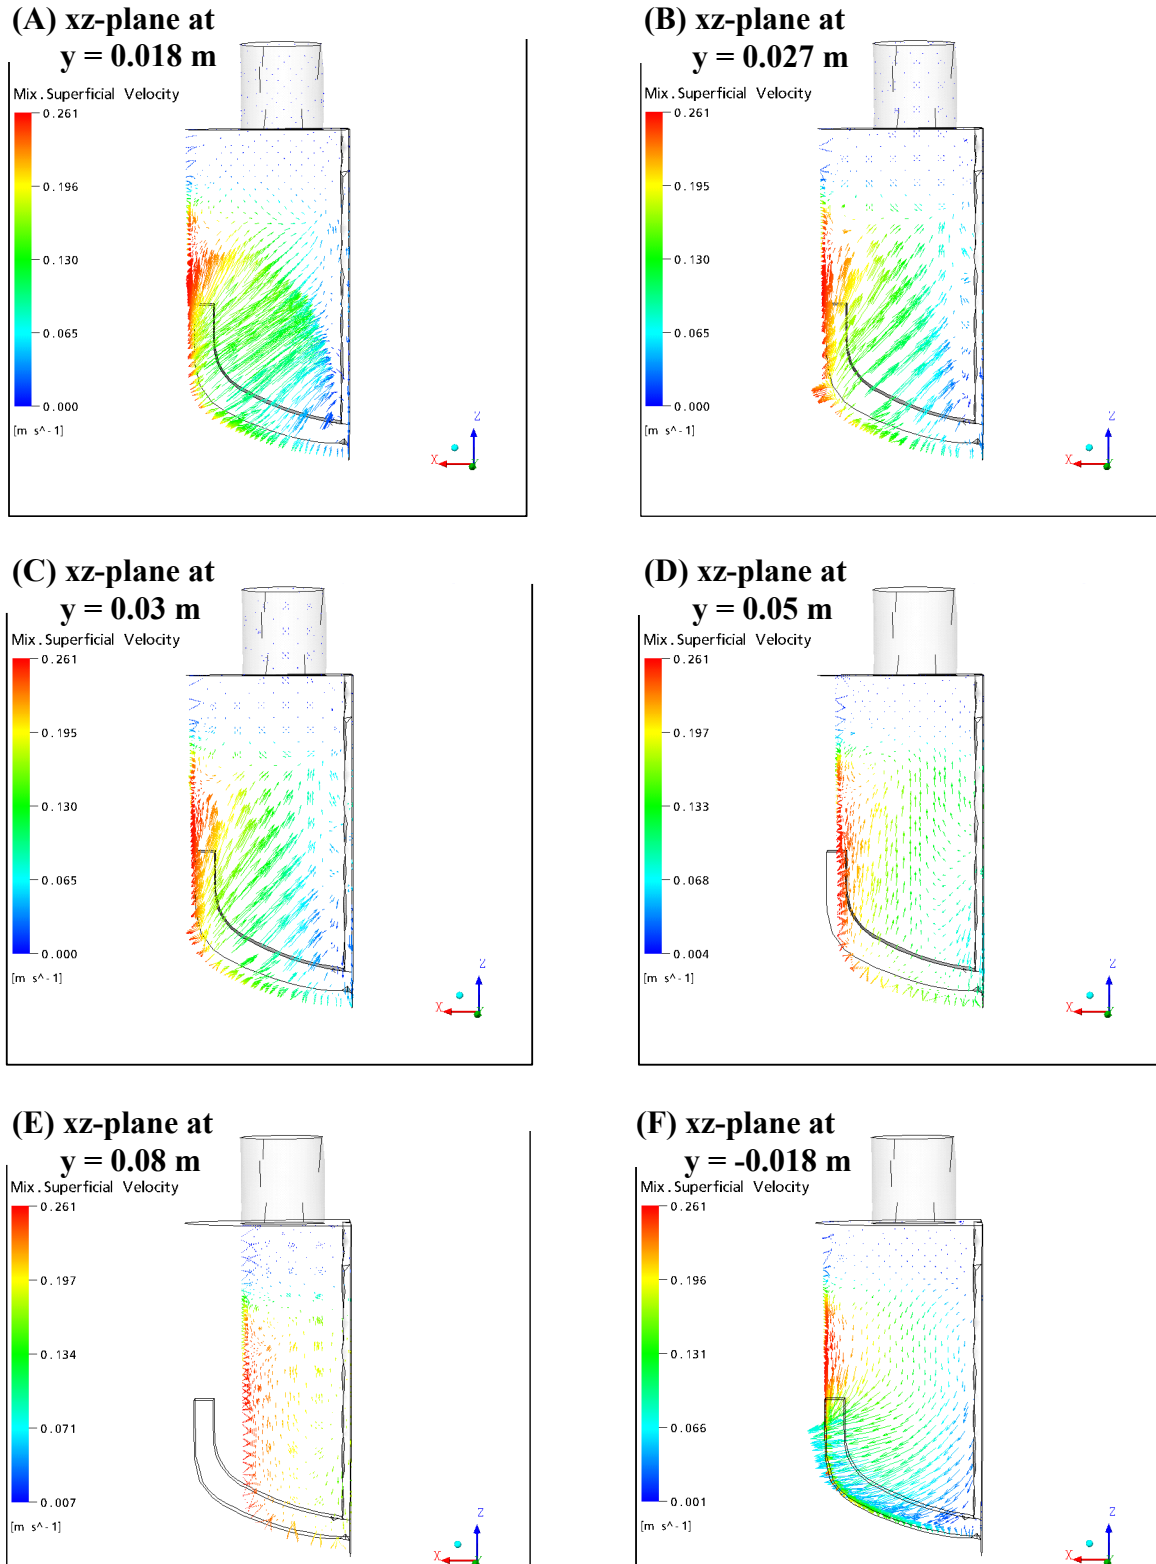 (A) xz-plane at
y = 0.018 m
Mix.Superficial Velocity
0.261
0.196
0.130
0.065
0.000
[m s^-1]
Z
X
Y
(B) xz-plane at
y = 0.027 m
Mix.Superficial Velocity
0.261
0.195
0.130
0.065
0.000
[m s^-1]
Z
X
Y
(C) xz-plane at
y = 0.03 m
Mix.Superficial Velocity
0.261
0.195
0.130
0.065
0.000
[m s^-1]
Z
X
Y
(D) xz-plane at
y = 0.05 m
Mix.Superficial Velocity
0.261
0.197
0.133
0.068
0.004
[m s^-1]
Z
X
Y
(E) xz-plane at
y = 0.08 m
Mix.Superficial Velocity
0.261
0.197
0.134
0.071
0.007
[m s^-1]
Z
X
Y
(F) xz-plane at
y = -0.018 m
Mix.Superficial Velocity
0.261
0.196
0.131
0.066
0.001
[m s^-1]
Z
X
Y